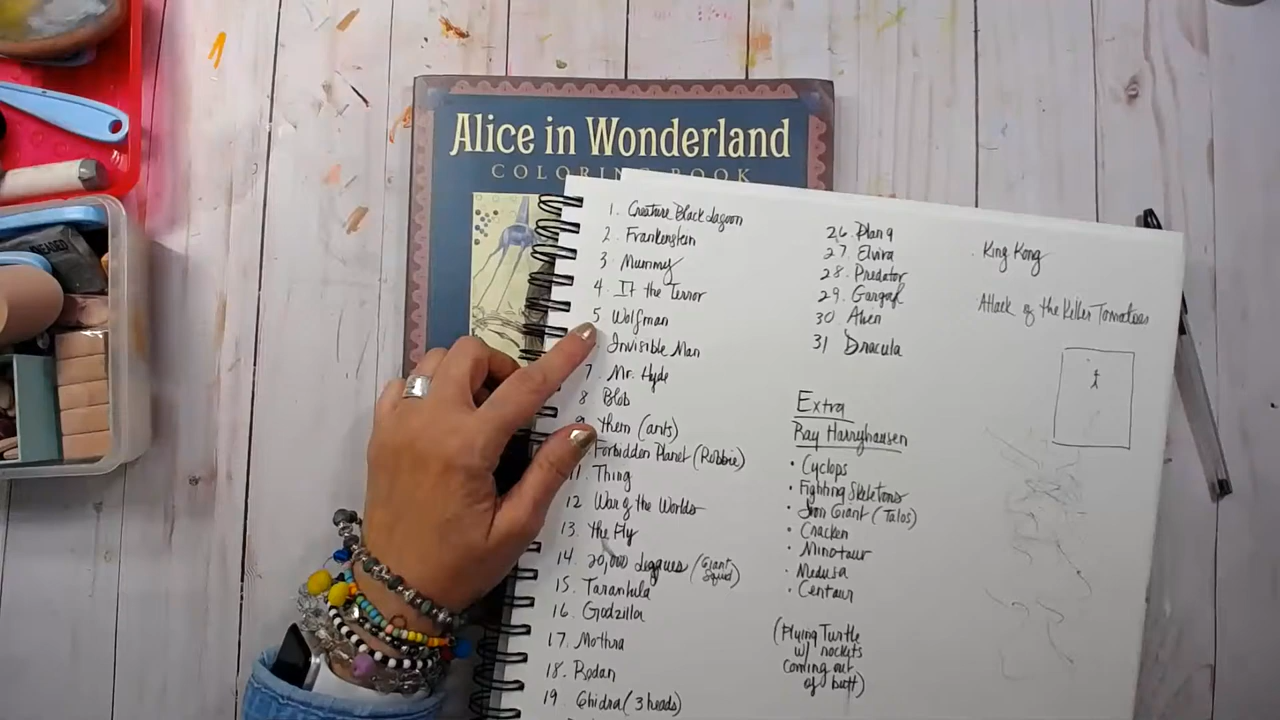 Alice in Wonderland
COLORING BOOK
1. Creature Black Lagoon
2. Frankenstein
3 Mummy
4. It the Terror
5 Wolfman
Invisible Man
7 Mr. Hyde
8 Blob
9 Them (ants)
Forbidden Planet (Robbie)
11 Thing
12 War of the Worlds
13. the Fly
14 20,000 Leagues (Giant Squid)
15. Tarantula
16. Godzilla
17. Mothra
18. Rodan
19. Ghidra (3 heads)
26. Plan 9
27. Elvira
28. Predator
29. Gargoyle
30 Alien
31 Dracula
Extra
Ray Harryhausen
• Cyclops
• Fighting Skeletons
• Iron Giant (Talos)
• Cracken
• Minotaur
• Medusa
• Centaur
(Flying Turtle
w/ rockets
coming out
of butt)
King Kong
Attack of the Killer Tomatoes
KNEADED